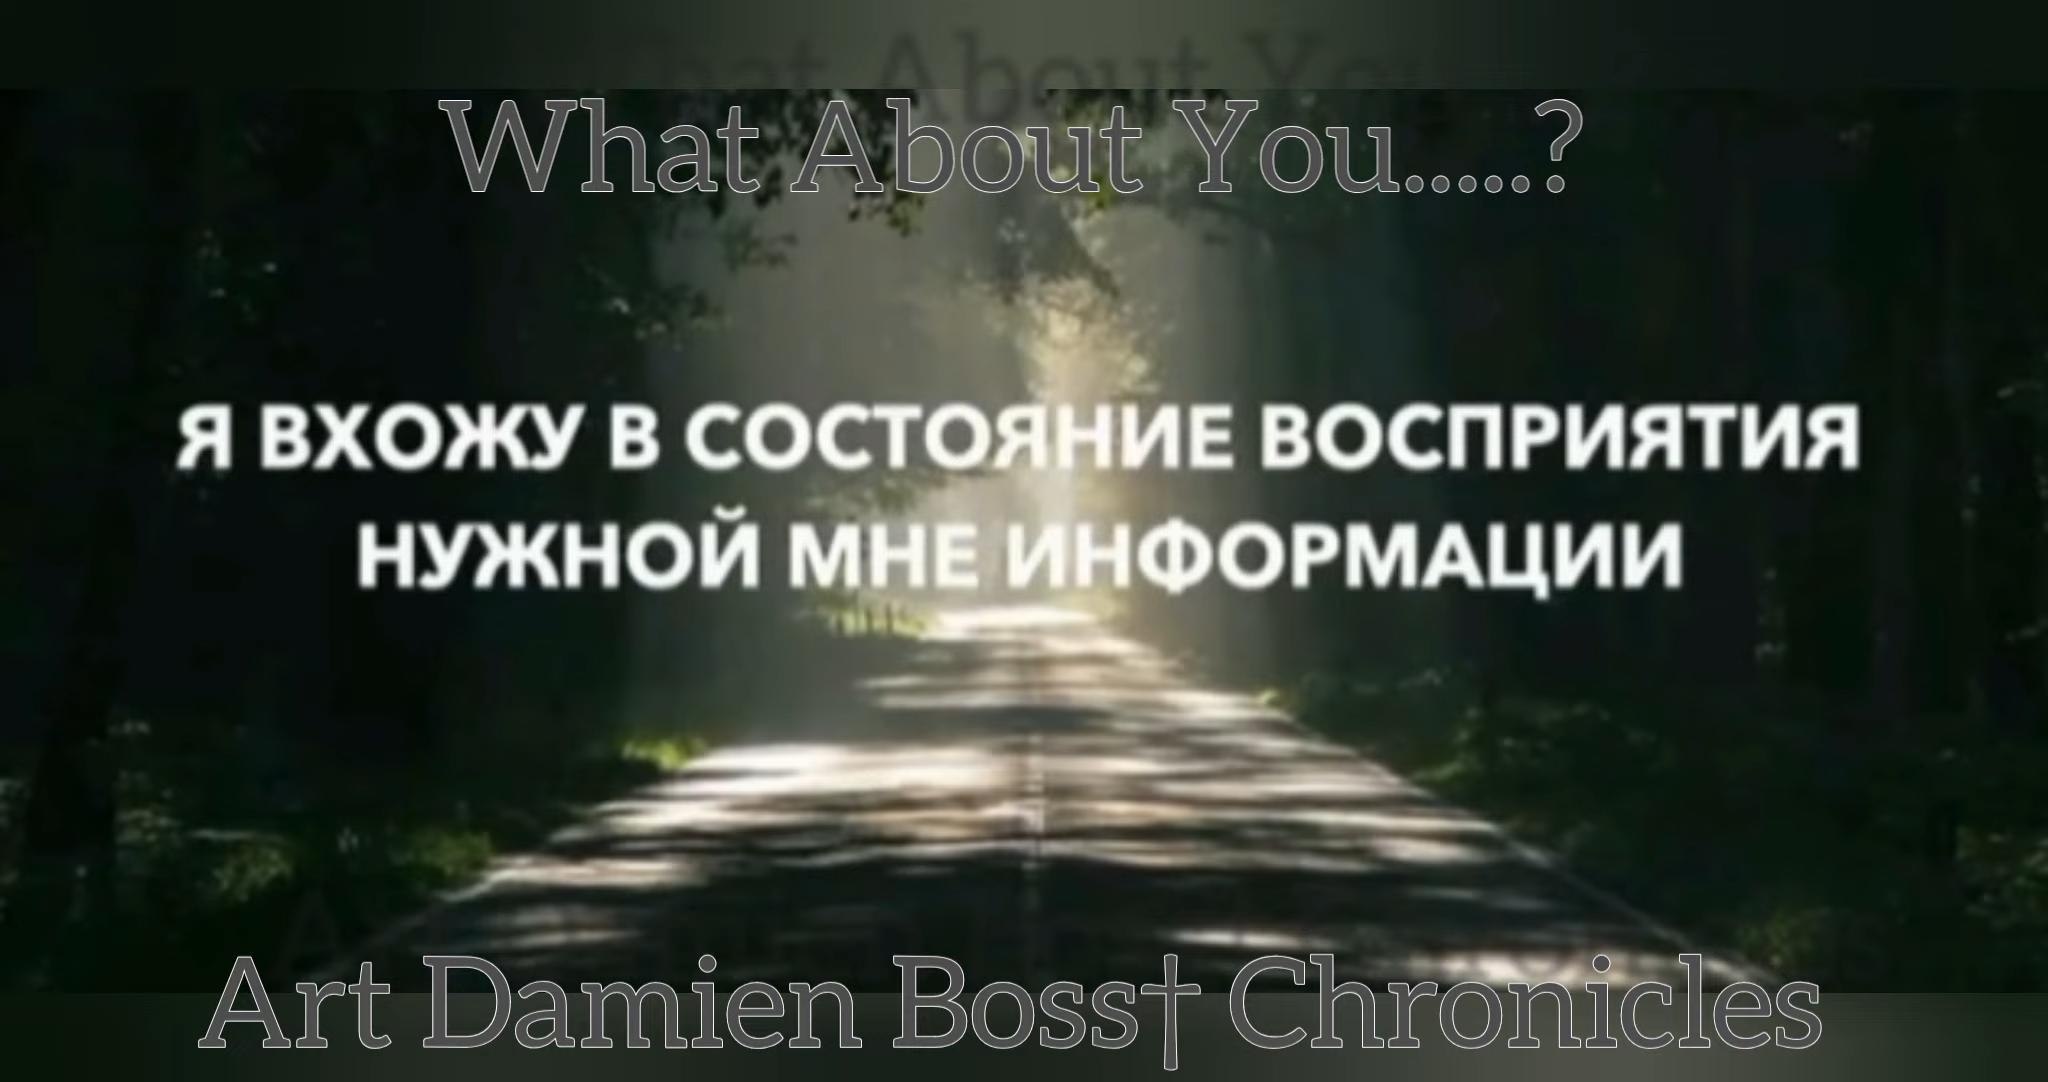 What About You.....?
Я ВХОЖУ В СОСТОЯНИЕ ВОСПРИЯТИЯ
НУЖНОЙ МНЕ ИНФОРМАЦИИ
Art Damien Boss† Chronicles